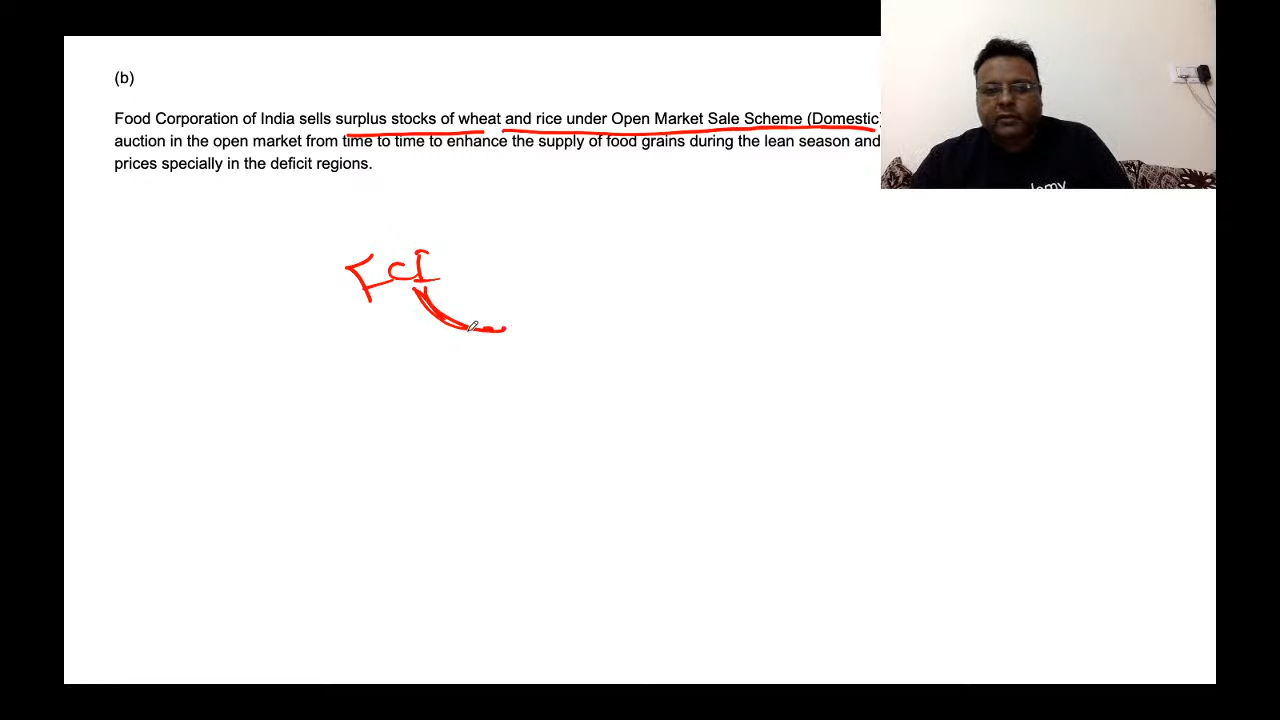 (b)
Food Corporation of India sells surplus stocks of wheat and rice under Open Market Sale Scheme (Domestic)
auction in the open market from time to time to enhance the supply of food grains during the lean season and
prices specially in the deficit regions.
FCI
emy